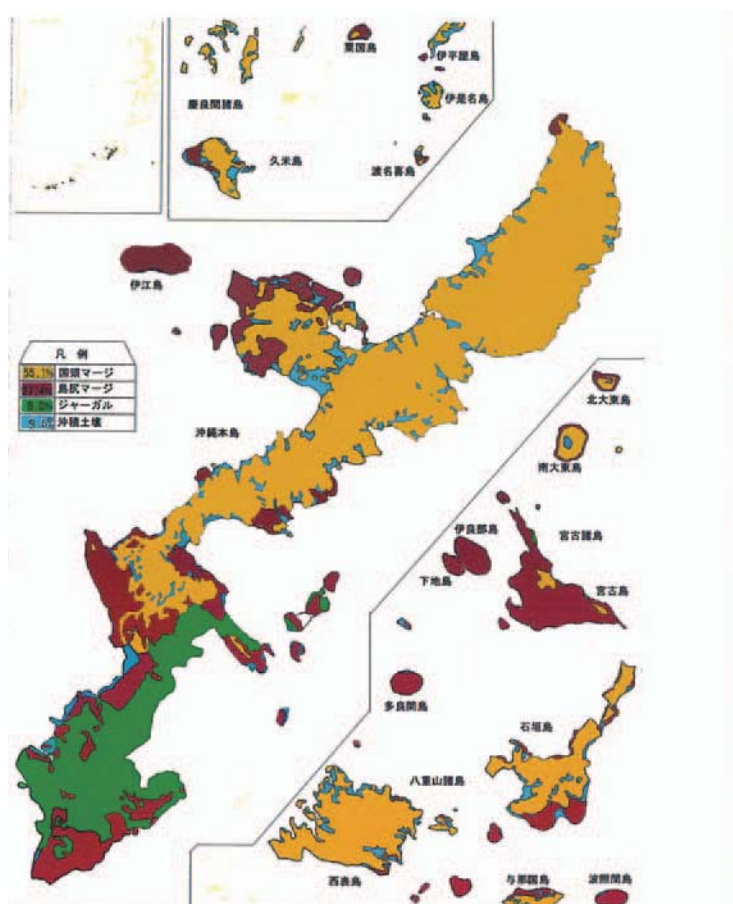 粟国島
伊平屋島
慶良間諸島
伊是名島
久米島
渡名喜島
伊江島
凡 例
55.1% 国頭マージ
島尻マージ
ジャーガル
沖積土壌
沖縄本島
北大東島
南大東島
伊良部島
宮古諸島
下地島
宮古島
多良間島
石垣島
八重山諸島
西表島
与那国島
波照間島